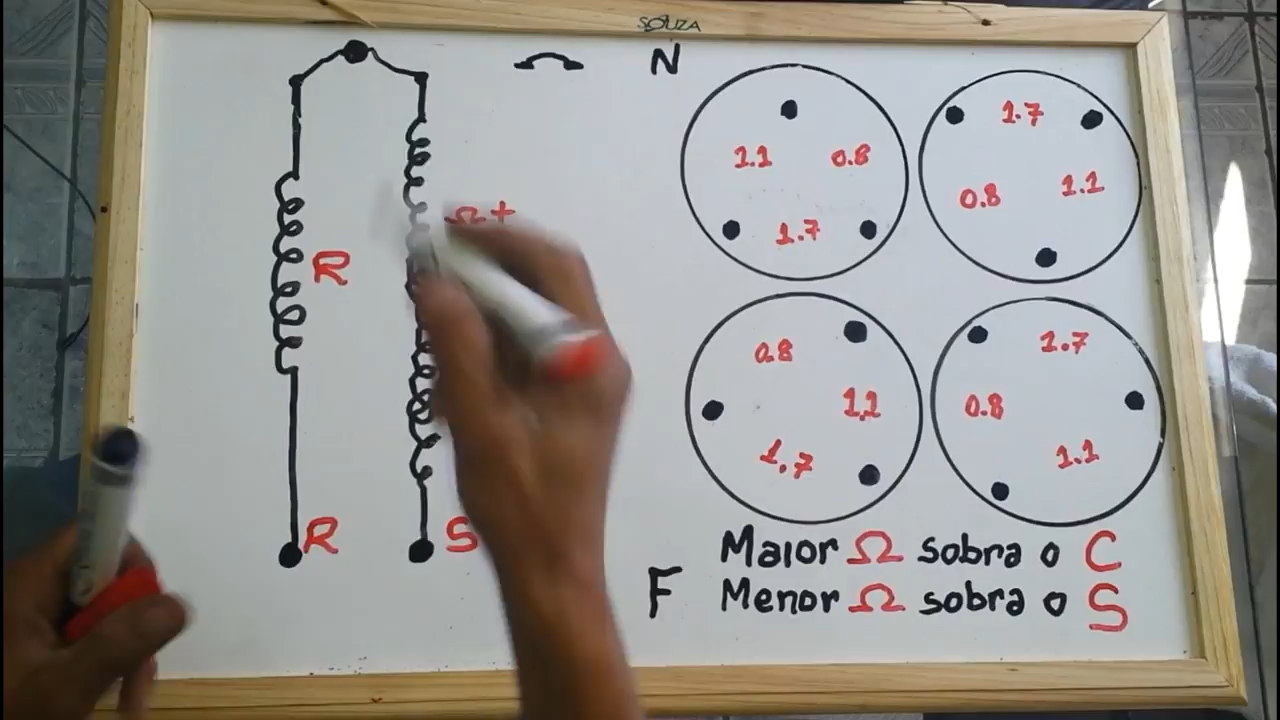 SOUZA
N
R
Ω+
R
S
1.1 0.8
1.7
1.7
0.8 1.1
0.8
1,1
1,7
1.7
0.8
1.1
Maior Ω sobra o C
F
Menor Ω sobra o S